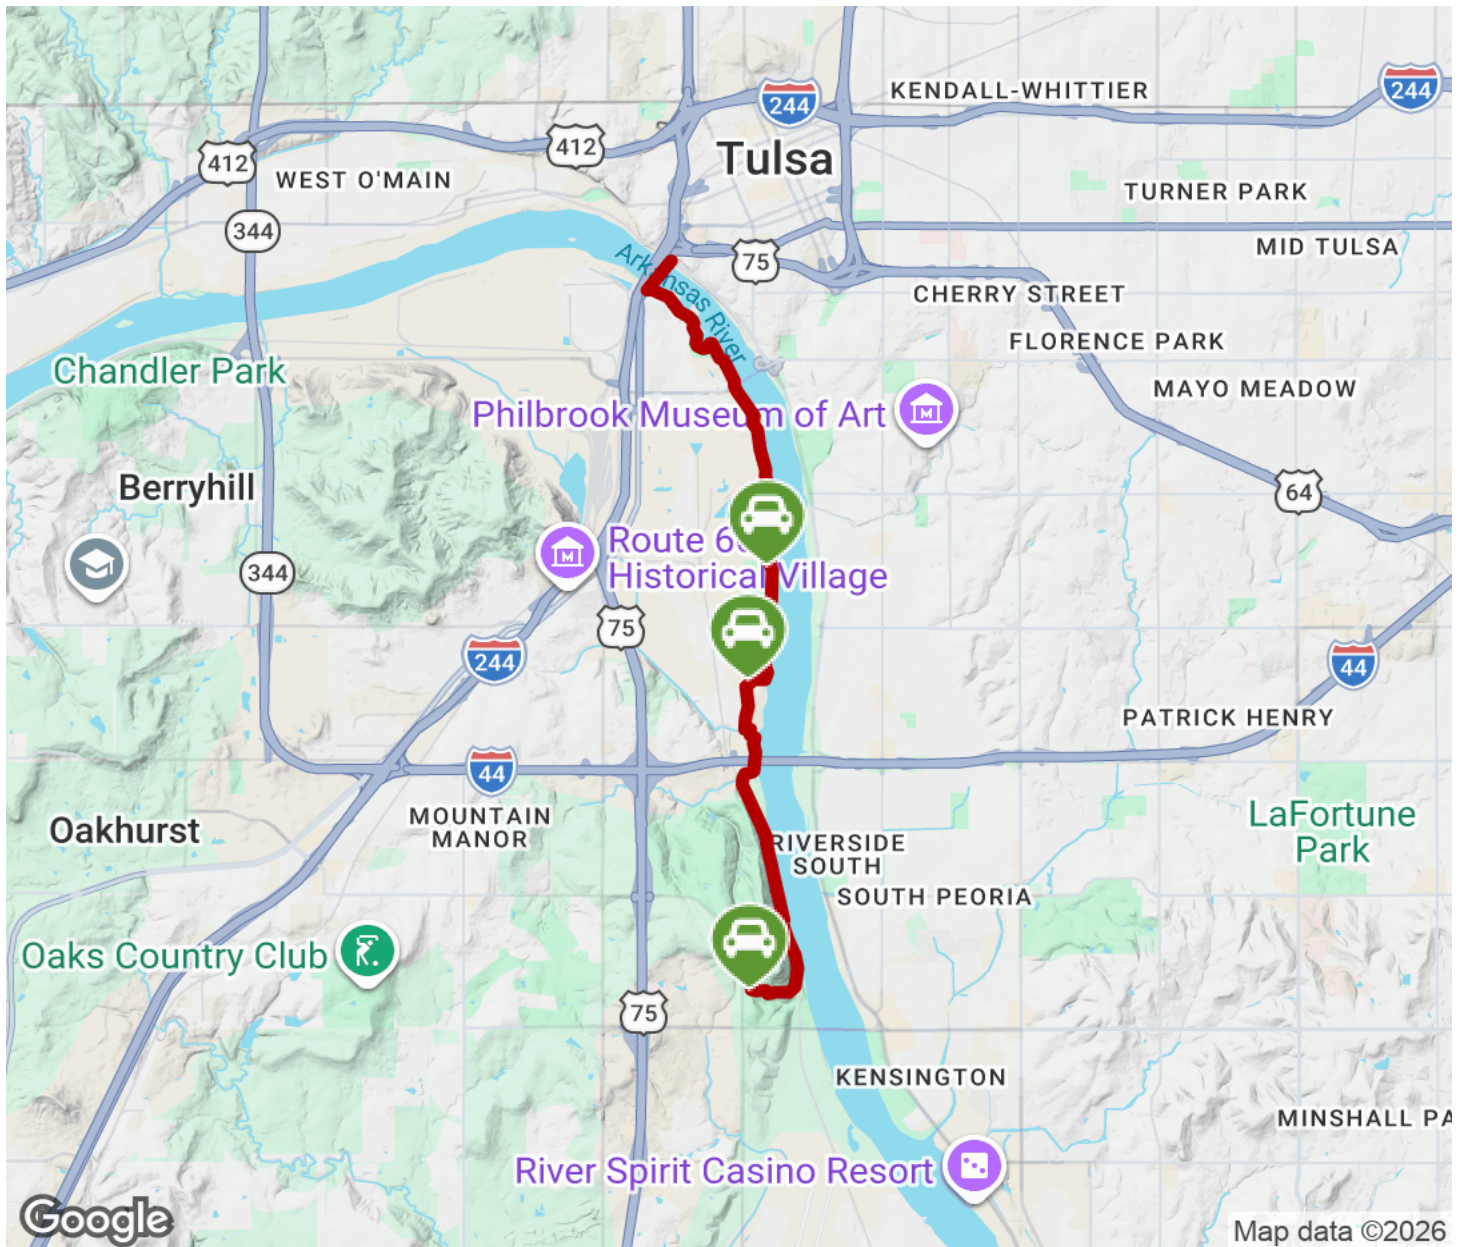 244
KENDALL-WHITTIER
244
412
412
Tulsa
WEST O'MAIN
TURNER PARK
344
MID TULSA
75
Arkansas River
CHERRY STREET
FLORENCE PARK
Chandler Park
MAYO MEADOW
Philbrook Museum of Art
M
Berryhill
64
Route 6
Historical Village
M
344
75
244
44
PATRICK HENRY
44
MOUNTAIN
MANOR
Oakhurst
LaFortune
Park
RIVERSIDE
SOUTH
SOUTH PEORIA
Oaks Country Club
75
KENSINGTON
MINSHALL PA
River Spirit Casino Resort
Google
Map data ©2026